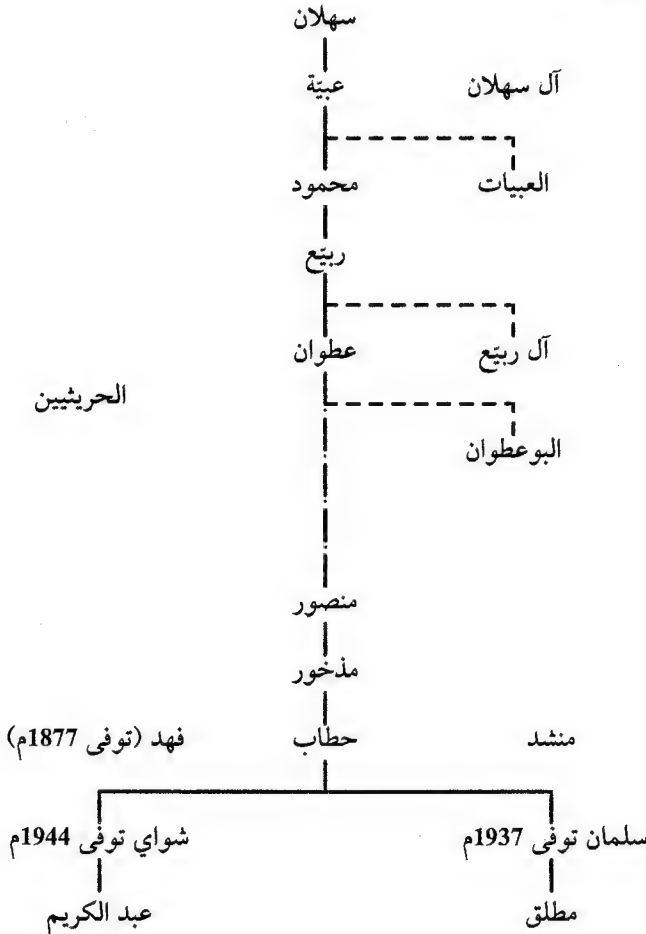 سهلان
آل سهلان عبيّة
العبيات محمود
ربيّع
آل ربيّع عطوان
الحريثيين
البوعطوان
منصور
مذخور
منشد حطاب فهد (توفى 1877م)
سلمان توفى 1937م شواي توفى 1944م
مطلق عبد الكريم